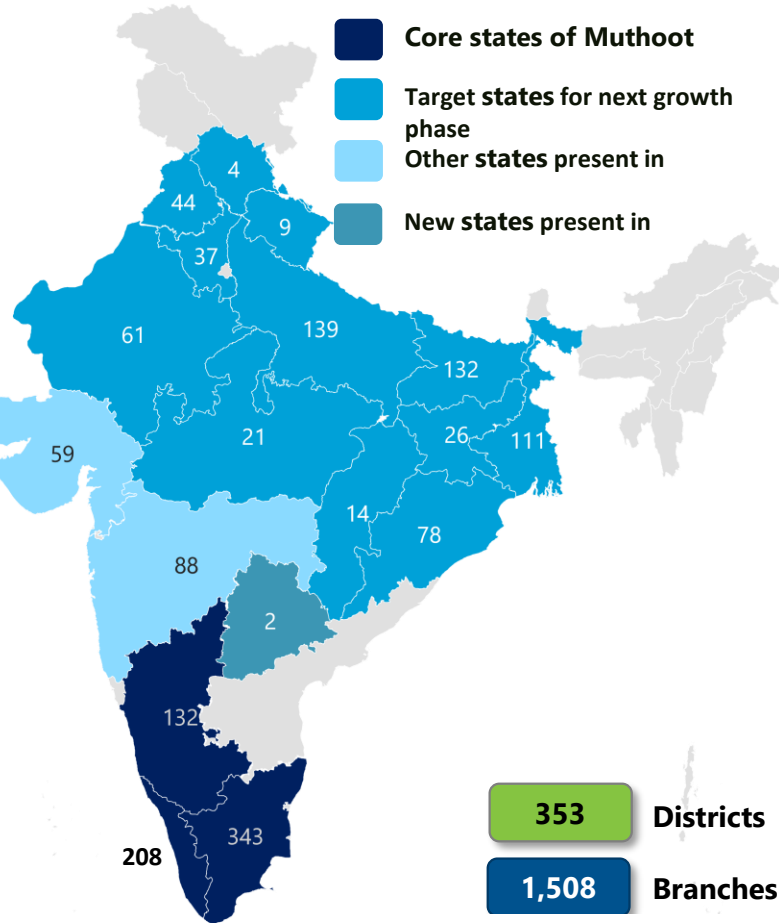 Core states of Muthoot
Target states for next growth
phase
Other states present in
New states present in
4
44
9
37
61
139
132
59
21
26
111
14
78
88
2
132
208
343
353 Districts
1,508 Branches